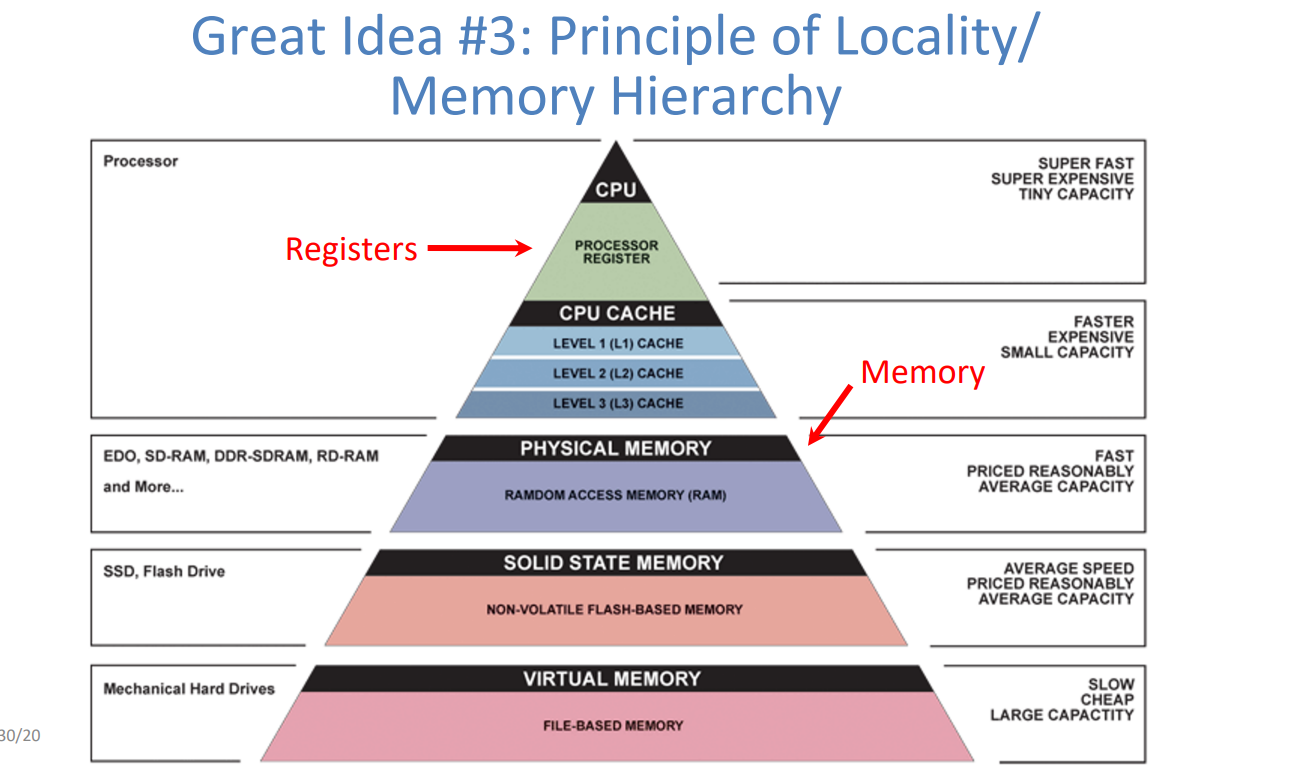 Great Idea #3: Principle of Locality/
Memory Hierarchy
Processor
CPU
SUPER FAST
SUPER EXPENSIVE
TINY CAPACITY
Registers
PROCESSOR
REGISTER
CPU CACHE
LEVEL 1 (L1) CACHE
LEVEL 2 (L2) CACHE
LEVEL 3 (L3) CACHE
FASTER
EXPENSIVE
SMALL CAPACITY
Memory
EDO, SD-RAM, DDR-SDRAM, RD-RAM
and More...
PHYSICAL MEMORY
RAMDOM ACCESS MEMORY (RAM)
FAST
PRICED REASONABLY
AVERAGE CAPACITY
SSD, Flash Drive
SOLID STATE MEMORY
NON-VOLATILE FLASH-BASED MEMORY
AVERAGE SPEED
PRICED REASONABLY
AVERAGE CAPACITY
Mechanical Hard Drives
VIRTUAL MEMORY
FILE-BASED MEMORY
SLOW
CHEAP
LARGE CAPACTITY
30/20